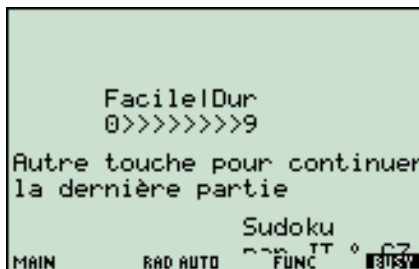 Facile|Dur
0>>>>>>>>9
Autre touche pour continuer
la dernière partie
Sudoku
MAIN RAD AUTO FUNC BUSY